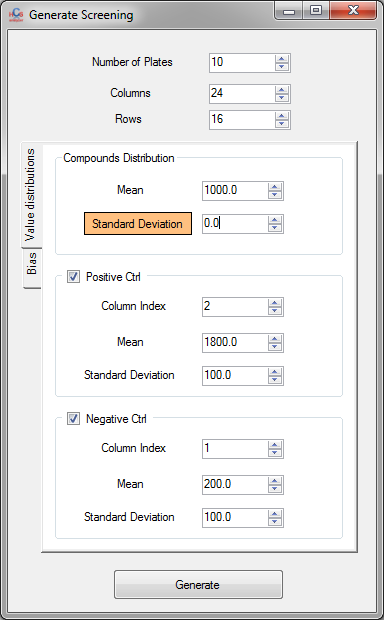 Generate Screening
Number of Plates 10
Columns 24
Rows 16
Value distributions
Bias
Compounds Distribution
Mean 1000.0
Standard Deviation 0.0
Positive Ctrl
Column Index 2
Mean 1800.0
Standard Deviation 100.0
Negative Ctrl
Column Index 1
Mean 200.0
Standard Deviation 100.0
Generate